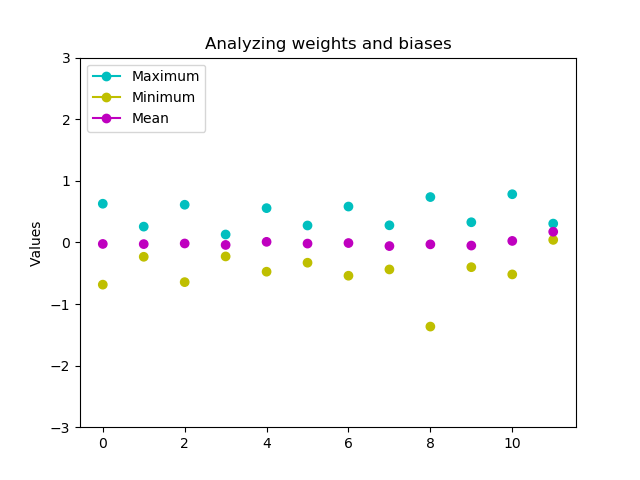 Analyzing weights and biases
Maximum
Minimum
Mean
Values
3
2
1
0
−1
−2
−3
0
2
4
6
8
10